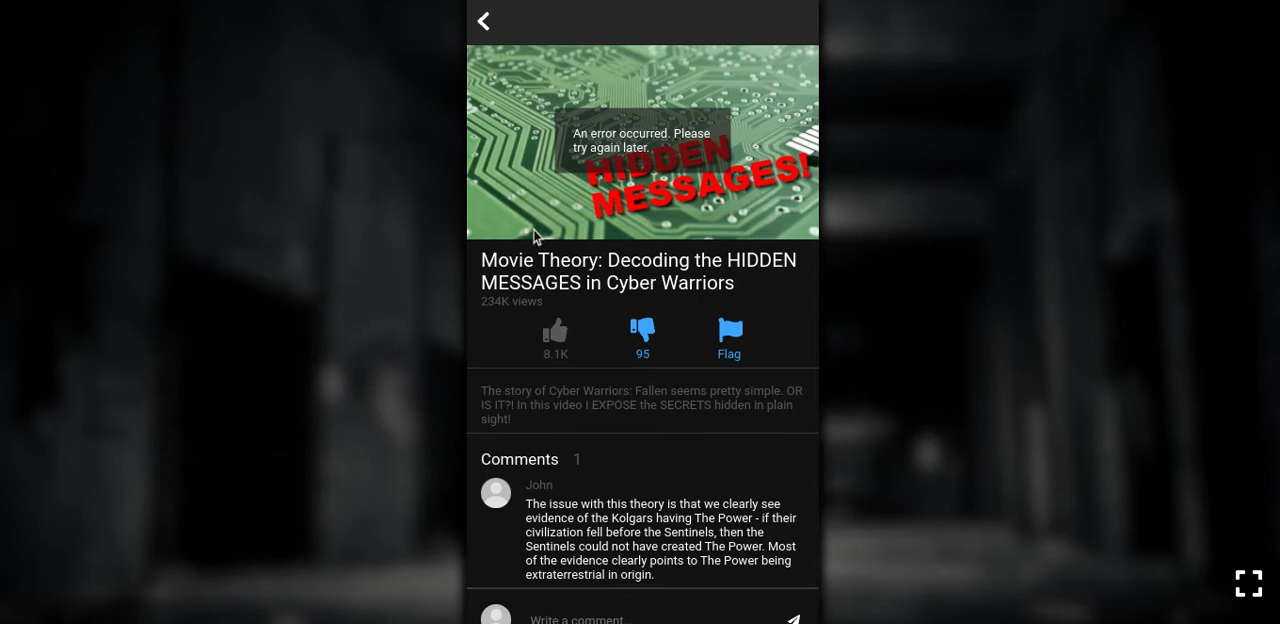 An error occurred. Please
try again later.
HIDDEN
MESSAGES!
Movie Theory: Decoding the HIDDEN
MESSAGES in Cyber Warriors
234K views
8.1K 95 Flag
The story of Cyber Warriors: Fallen seems pretty simple. OR
IS IT?! In this video I EXPOSE the SECRETS hidden in plain
sight!
Comments 1
John
The issue with this theory is that we clearly see
evidence of the Kolgars having The Power - if their
civilization fell before the Sentinels, then the
Sentinels could not have created The Power. Most
of the evidence clearly points to The Power being
extraterrestrial in origin.
Write a comment...